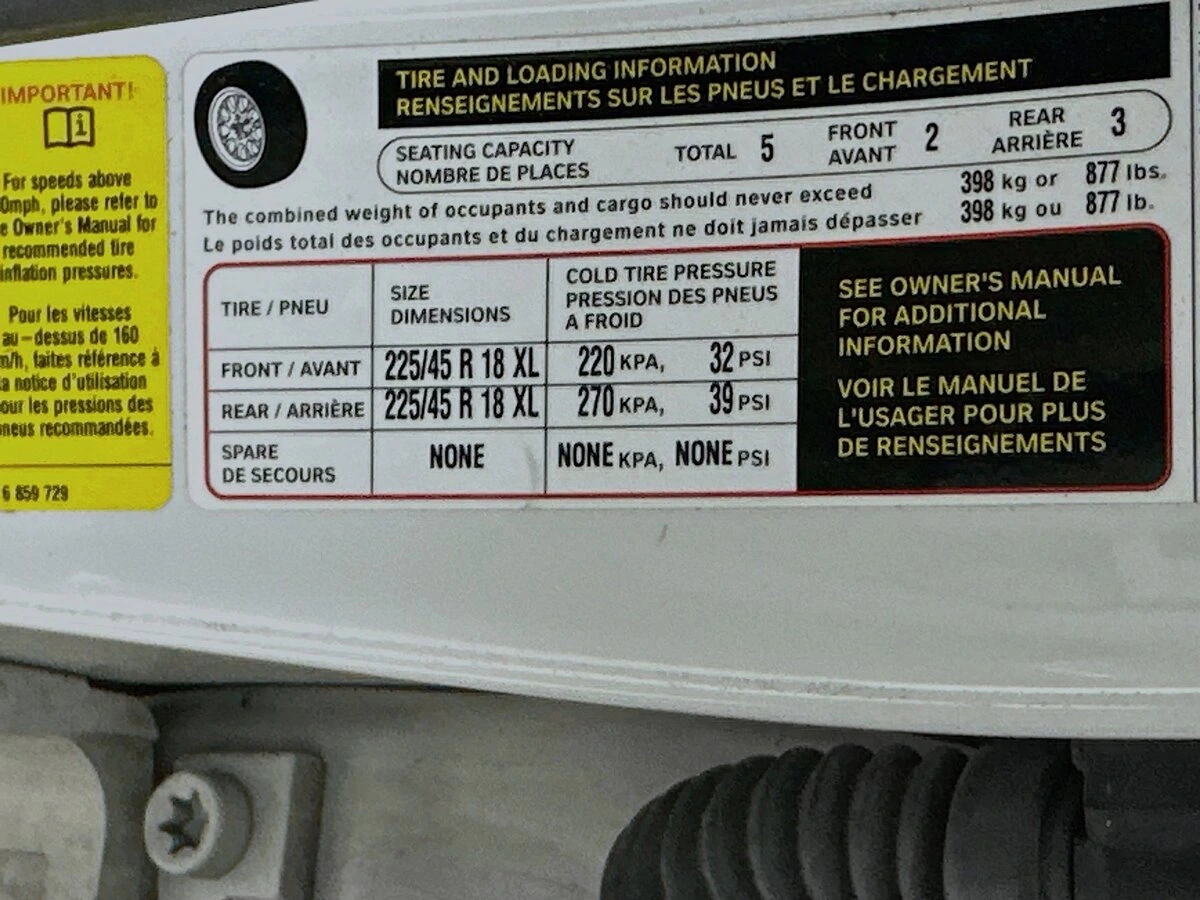 IMPORTANT!
i
For speeds above
0mph, please refer to
e Owner's Manual for
recommended tire
inflation pressures.
Pour les vitesses
au-dessus de 160
m/h, faites référence à
a notice d'utilisation
our les pressions des
neus recommandées.
6 859 729
TIRE AND LOADING INFORMATION
RENSEIGNEMENTS SUR LES PNEUS ET LE CHARGEMENT
SEATING CAPACITY
NOMBRE DE PLACES
TOTAL 5
FRONT
AVANT 2
REAR
ARRIÈRE 3
The combined weight of occupants and cargo should never exceed 398 kg or 877 lbs.
Le poids total des occupants et du chargement ne doit jamais dépasser 398 kg ou 877 lb.
TIRE / PNEU
SIZE
DIMENSIONS
COLD TIRE PRESSURE
PRESSION DES PNEUS
A FROID
FRONT / AVANT 225/45 R 18 XL 220 KPA, 32 PSI
REAR / ARRIÈRE 225/45 R 18 XL 270 KPA, 39 PSI
SPARE
DE SECOURS
NONE NONE KPA, NONE PSI
SEE OWNER'S MANUAL
FOR ADDITIONAL
INFORMATION
VOIR LE MANUEL DE
L'USAGER POUR PLUS
DE RENSEIGNEMENTS